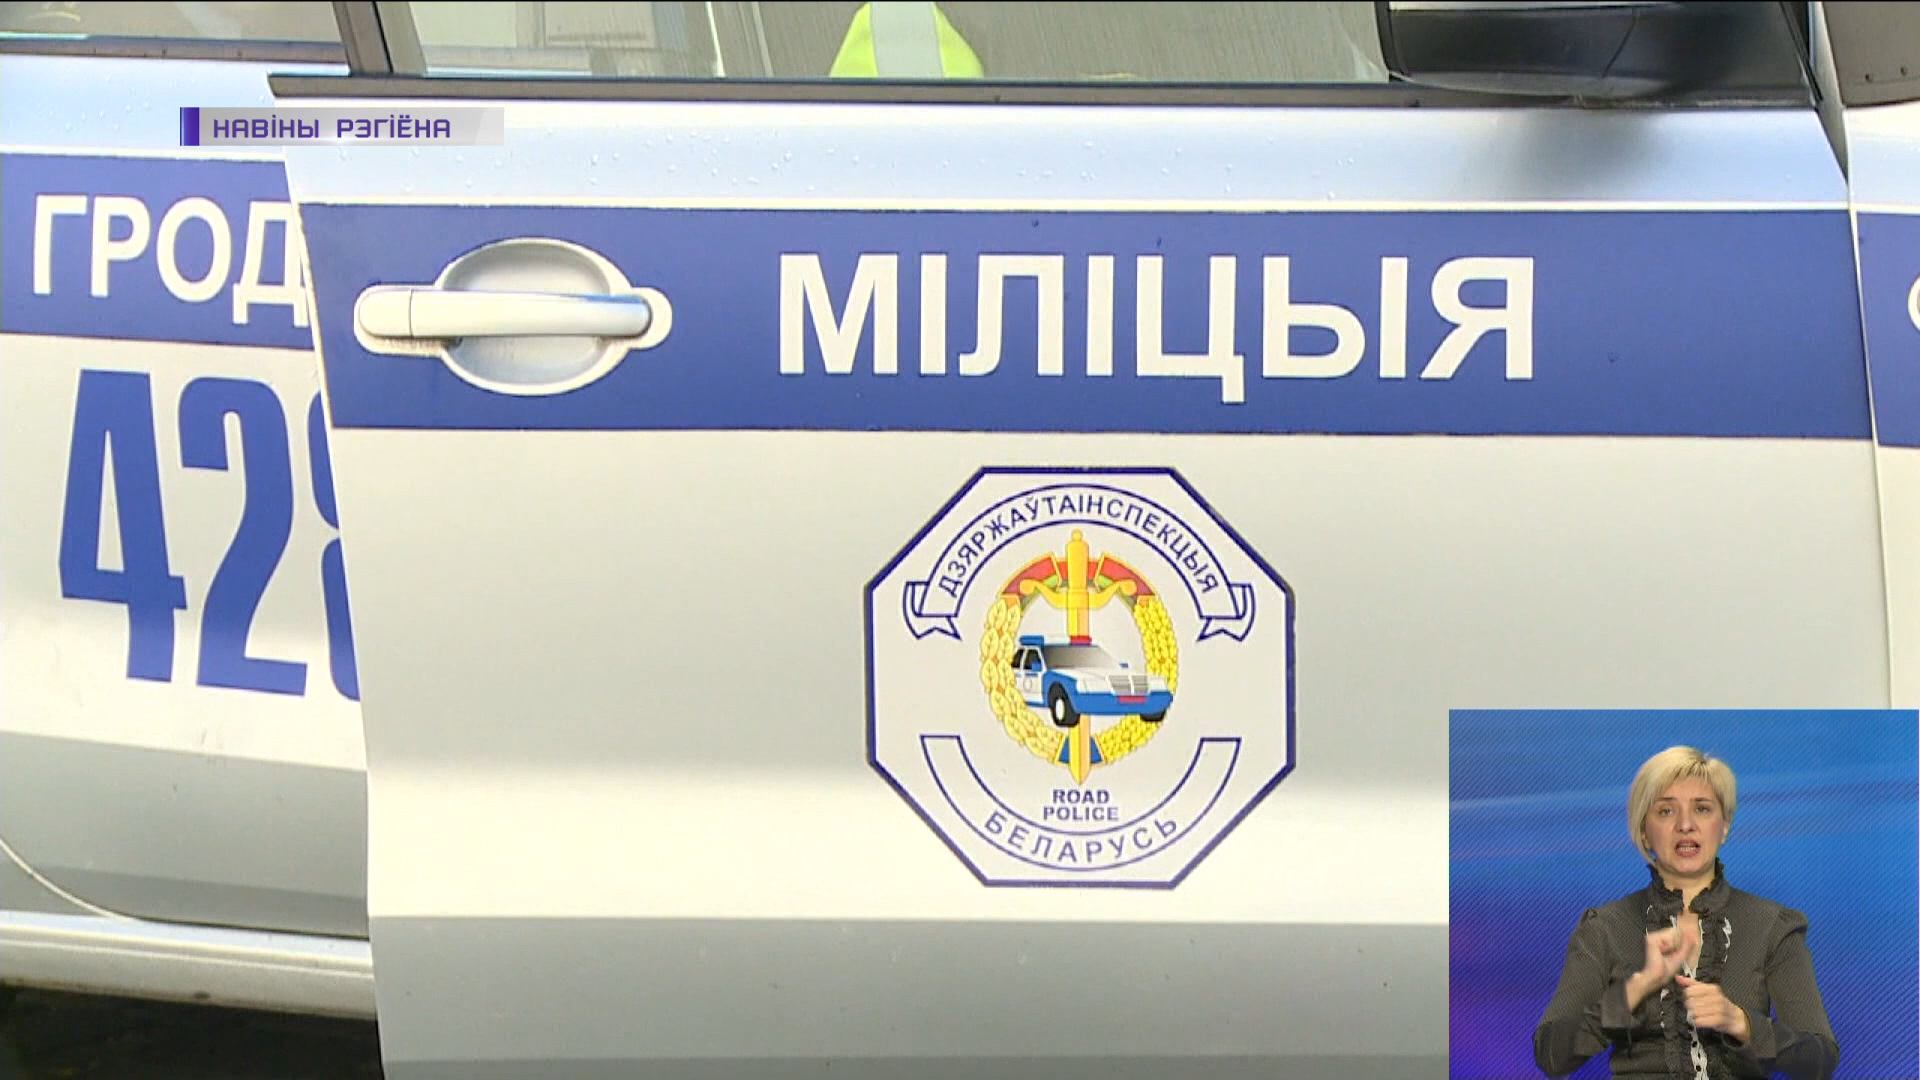 НАВІНЫ РЭГІЁНА
ГРОД
МІЛІЦЫЯ
42
ДЗЯРЖАЎТАІНСПЕКЦЫЯ
ROAD
POLICE
БЕЛАРУСЬ